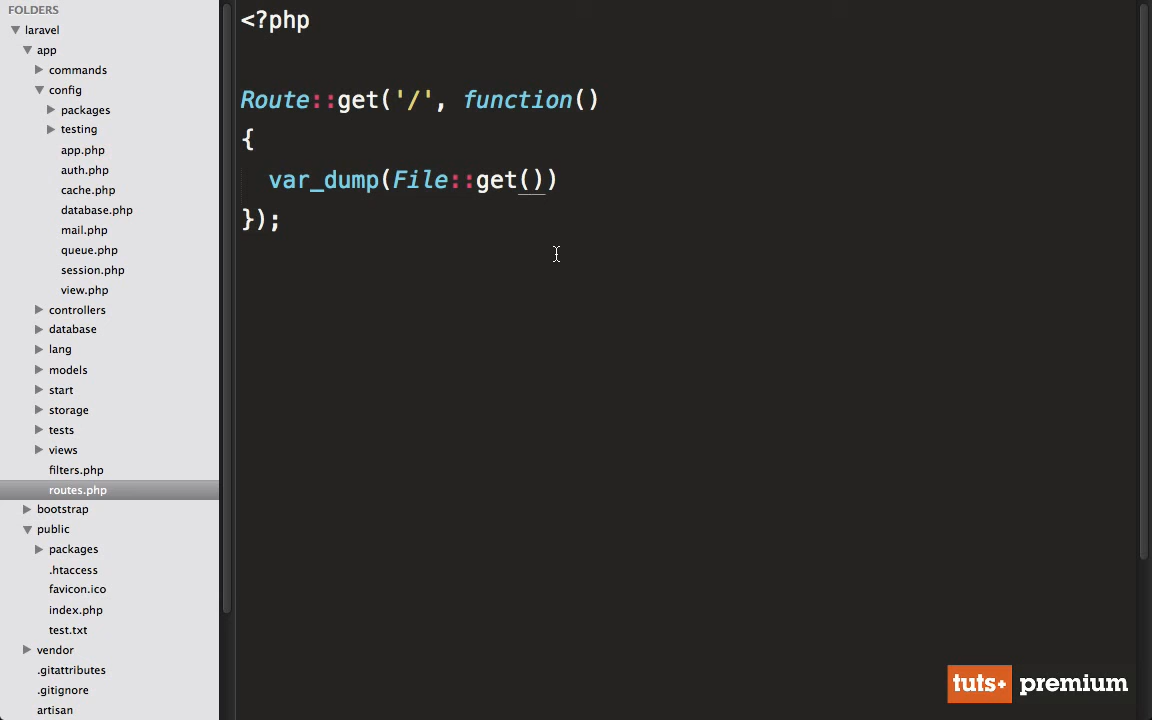 FOLDERS
laravel
app
commands
config
packages
testing
app.php
auth.php
cache.php
database.php
mail.php
queue.php
session.php
view.php
controllers
database
lang
models
start
storage
tests
views
filters.php
routes.php
bootstrap
public
packages
.htaccess
favicon.ico
index.php
test.txt
vendor
.gitattributes
.gitignore
artisan
<?php
Route::get('/', function()
{
var_dump(File::get())
});
tuts+ premium